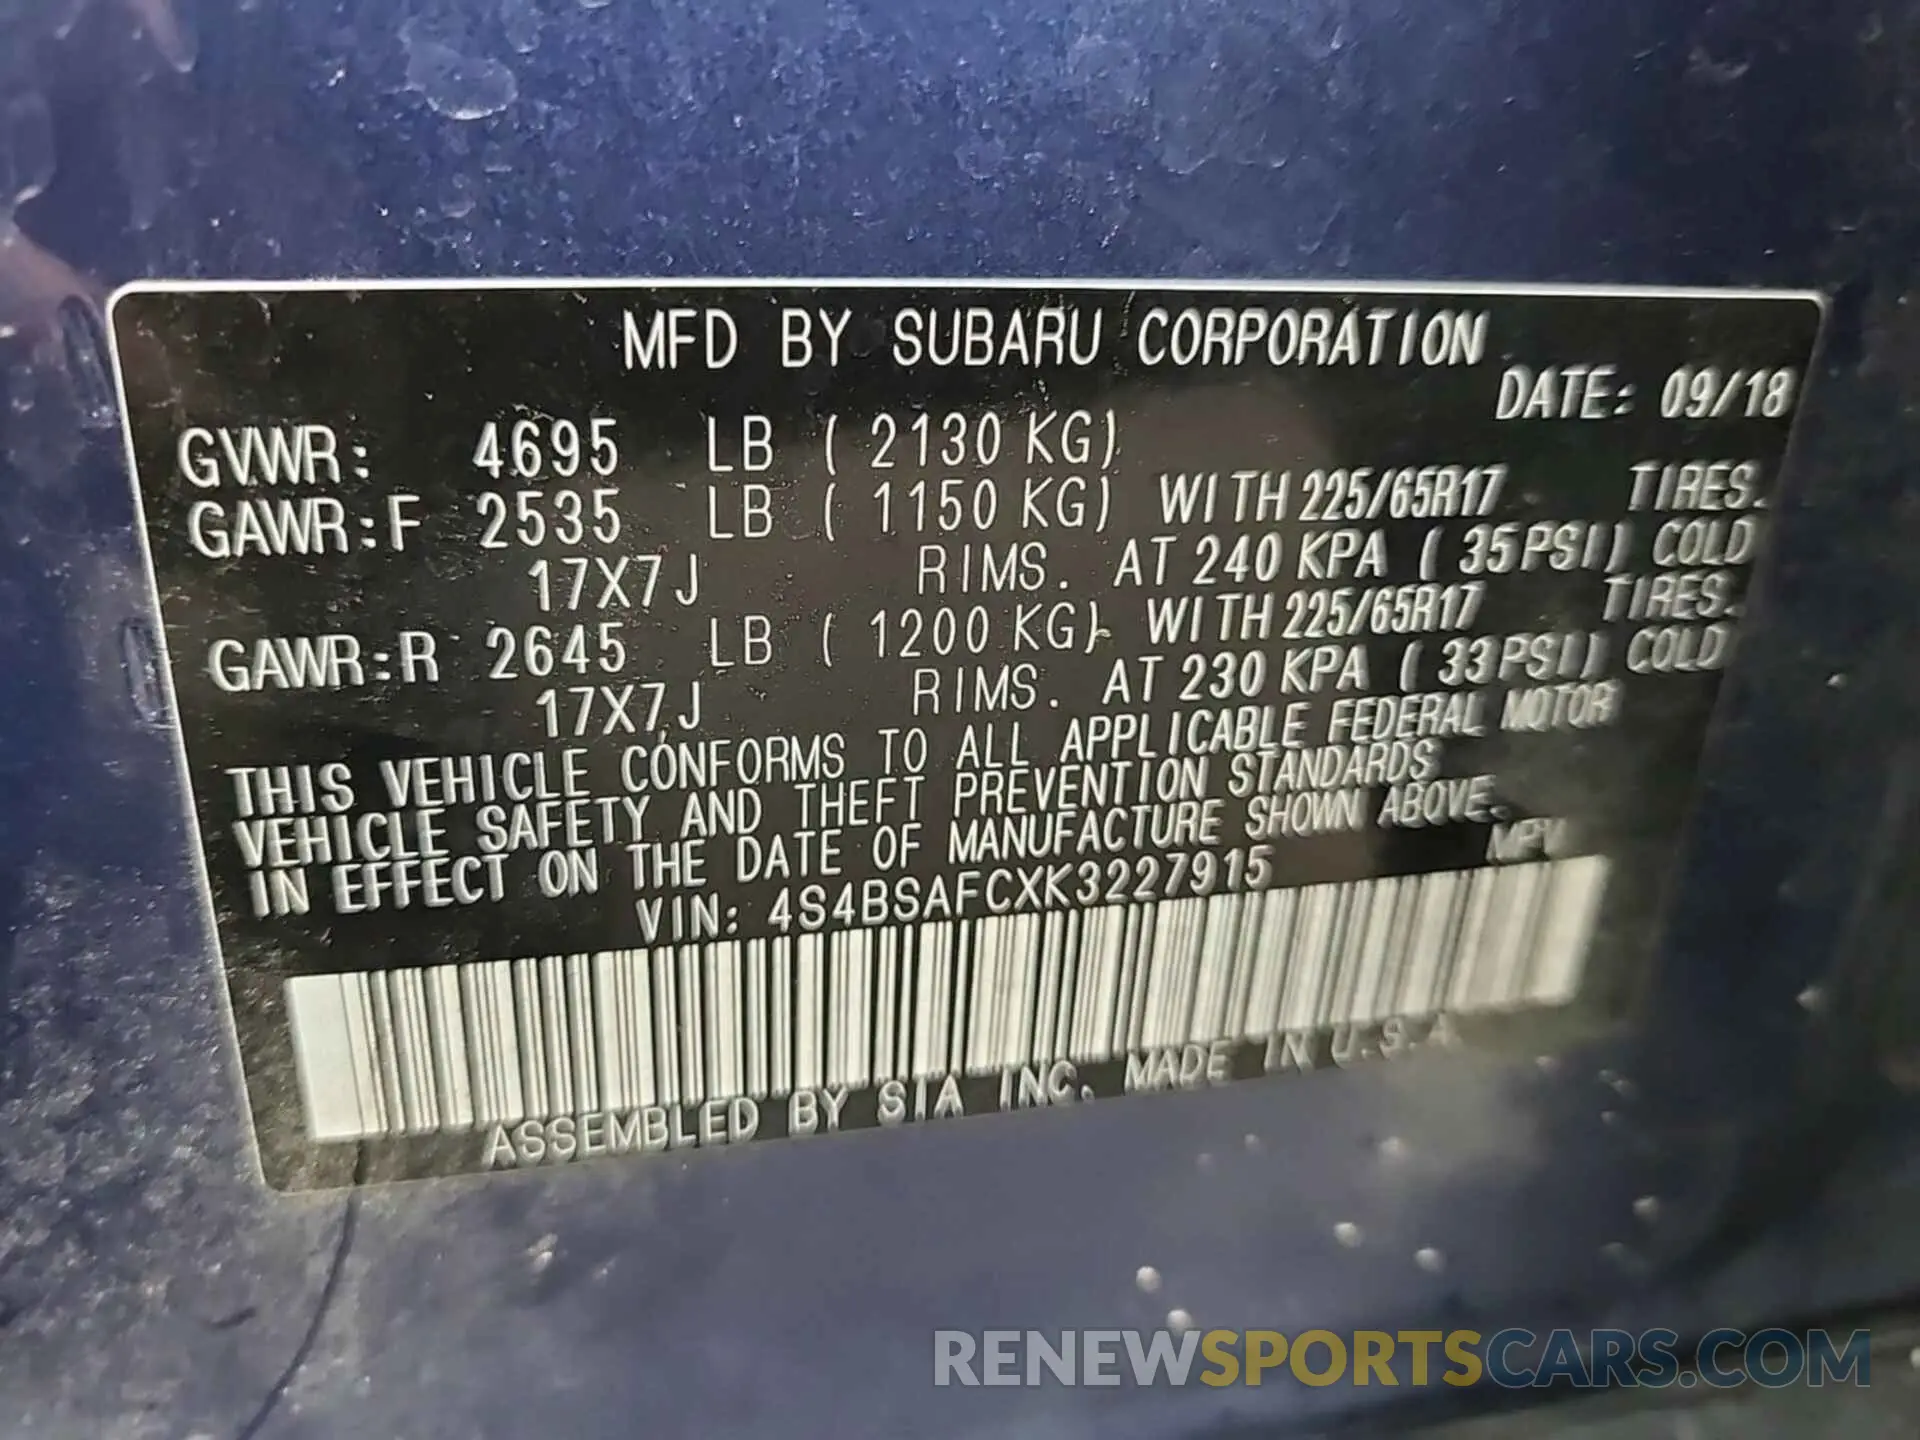 MFD BY SUBARU CORPORATION
DATE: 09/18
GVWR: 4695 LB ( 2130 KG)
GAWR:F 2535 LB ( 1150 KG) WITH 225/65R17 TIRES.
17X7J RIMS. AT 240 KPA ( 35PSI) COLD
GAWR:R 2645 LB ( 1200 KG) WITH 225/65R17 TIRES.
17X7J RIMS. AT 230 KPA ( 33PSI) COLD
THIS VEHICLE CONFORMS TO ALL APPLICABLE FEDERAL MOTOR
VEHICLE SAFETY AND THEFT PREVENTION STANDARDS
IN EFFECT ON THE DATE OF MANUFACTURE SHOWN ABOVE.
VIN: 4S4BSAFCXK3227915 MPV
ASSEMBLED BY SIA INC, MADE IN U.S.A
RENEWSPORTSCARS.COM